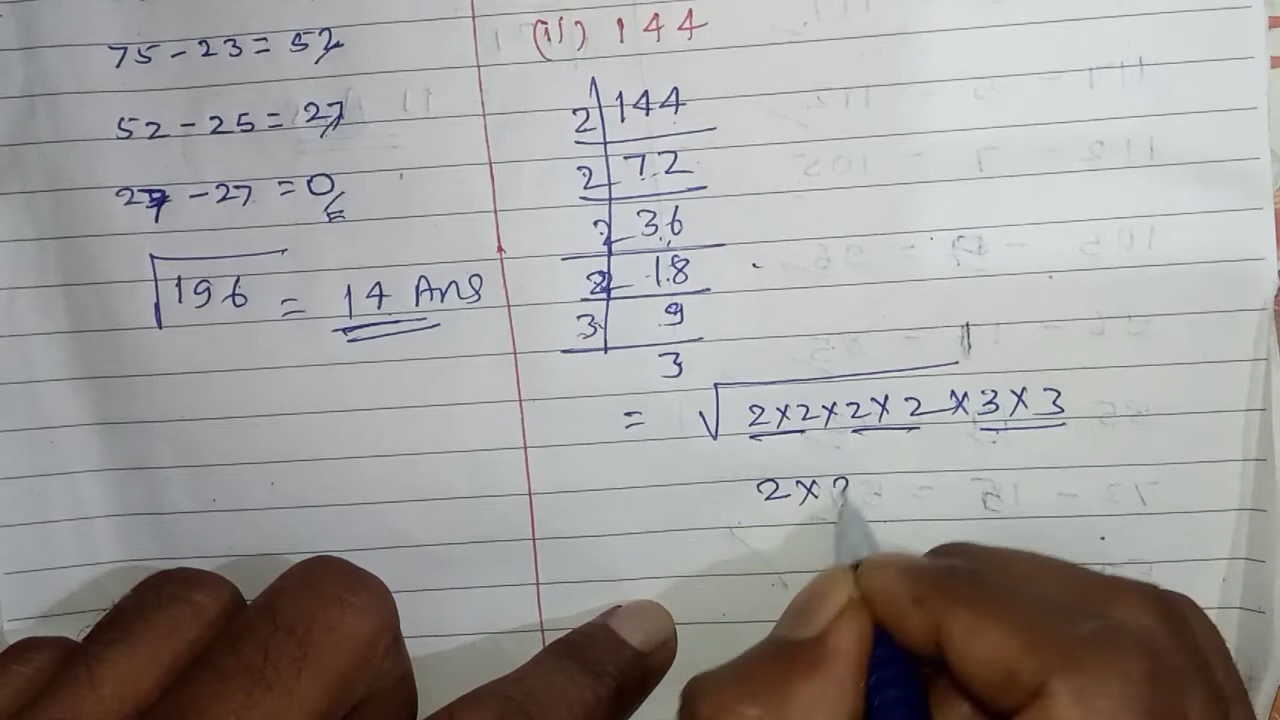 75 - 23 = 52
52 - 25 = 27
27 - 27 = 0
√196 = 14 Ans
(ii) 144
2 | 144
2 | 72
2 | 36
2 | 18
3 | 9
3
= √2×2×2×2×3×3
2×2